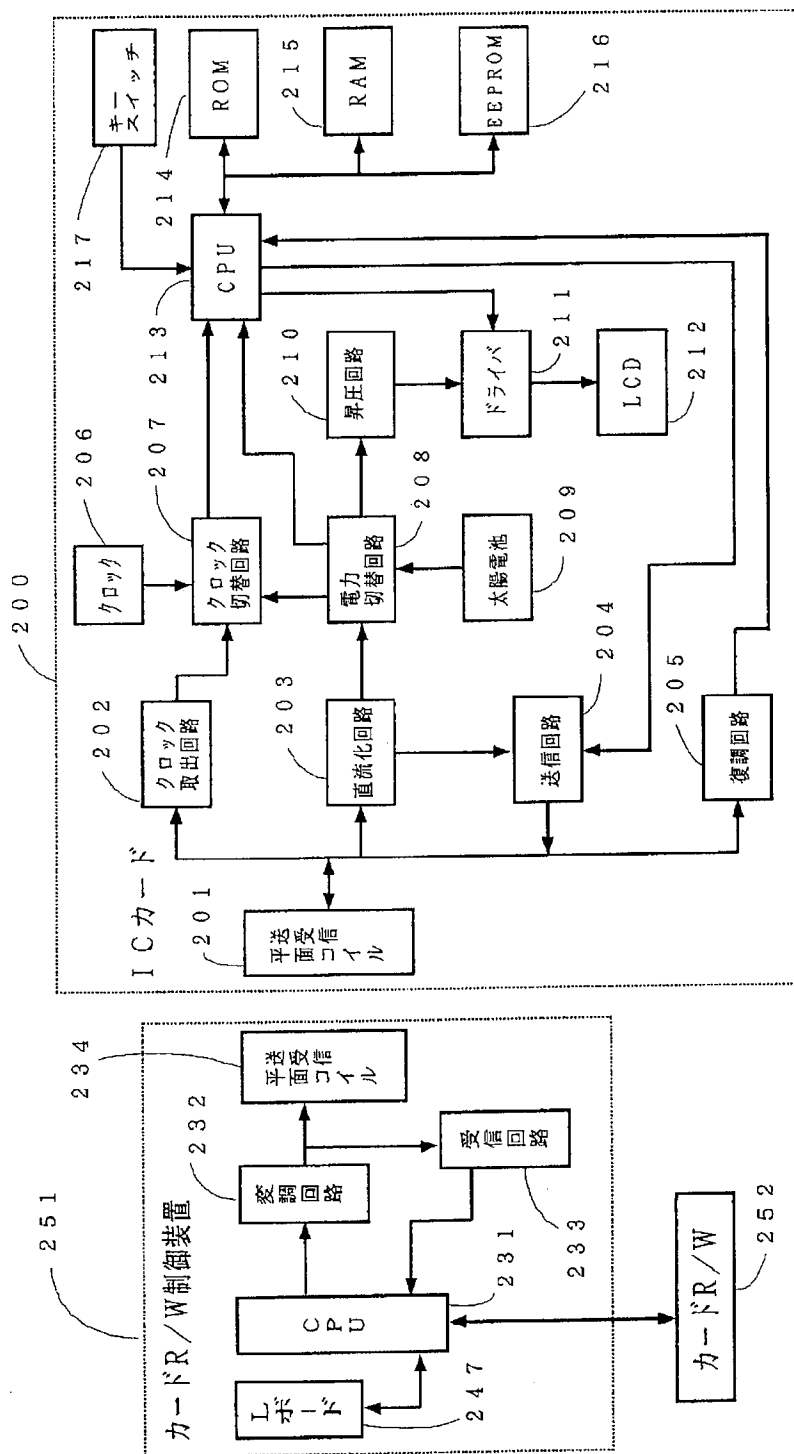 251
カードR/W制御装置
Lボード
247
CPU
231
変調回路
232
受信回路
233
送受信
平面コイル
234
カードR/W
252
200
ICカード
送受信
平面コイル
201
クロック
取出回路
202
直流化回路
203
送信回路
204
復調回路
205
クロック
206
クロック
切替回路
207
電力
切替回路
208
太陽電池
209
昇圧回路
210
ドライバ
211
LCD
212
CPU
213
キー
スイッチ
217
ROM
214
RAM
215
EEPROM
216